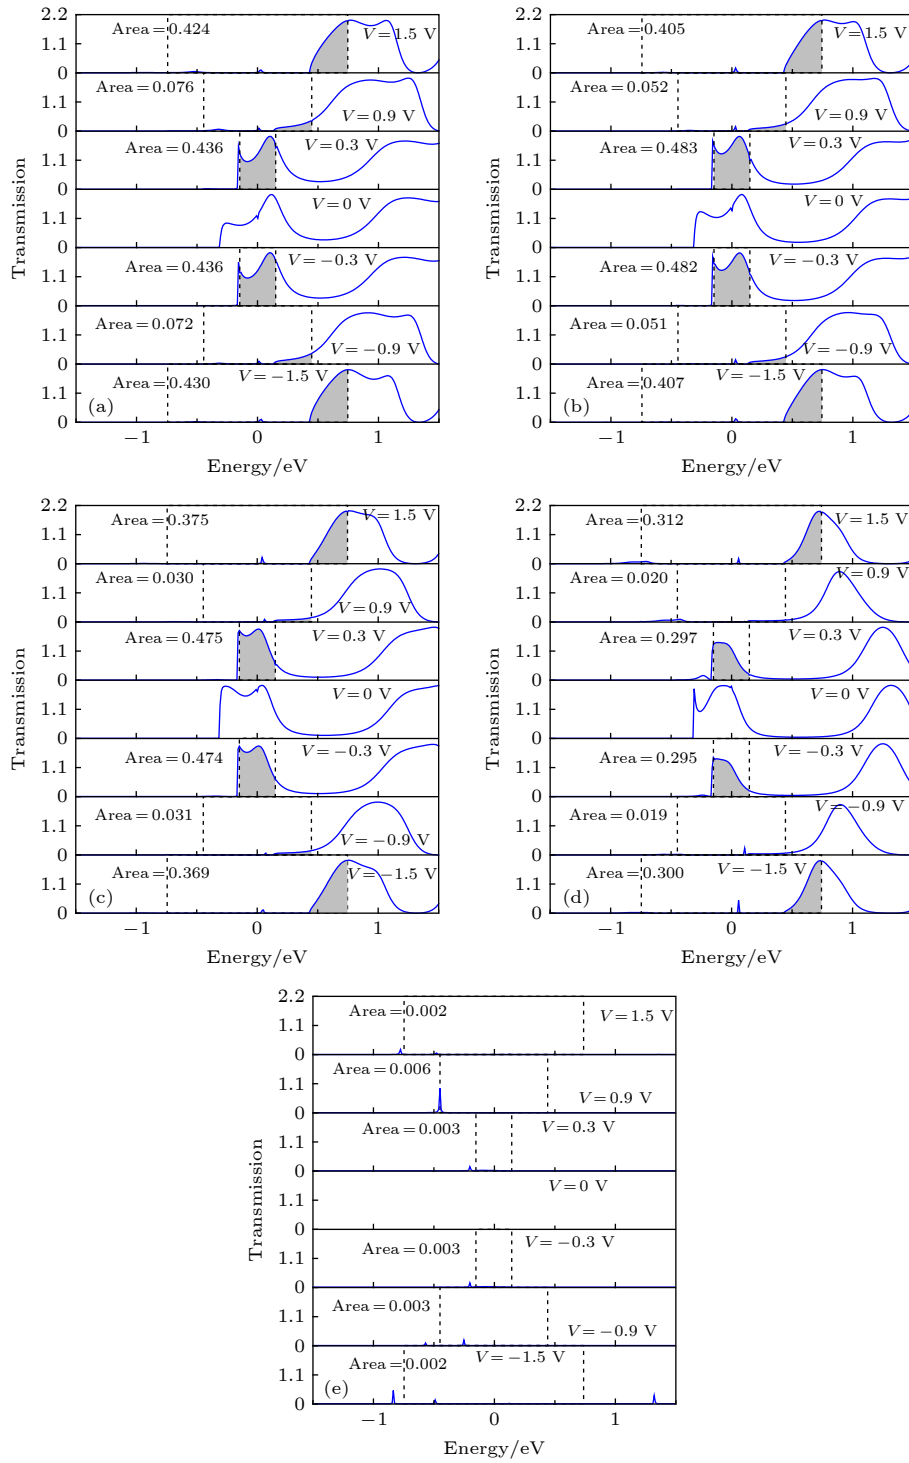 2.2
Area=0.424
V=1.5 V
1.1
0
Area=0.076
1.1
V=0.9 V
0
V=0.3 V
1.1
Area=0.436
0
V=0 V
1.1
0
V=−0.3 V
Area=0.436
1.1
0
Area=0.072
1.1
V=−0.9 V
0
V=−1.5 V
Area=0.430
1.1
(a)
0
−1 0 1
Energy/eV
Transmission
2.2
Area=0.405
V=1.5 V
1.1
0
Area=0.052
1.1
V=0.9 V
0
V=0.3 V
1.1
Area=0.483
0
V=0 V
1.1
0
V=−0.3 V
Area=0.482
1.1
0
Area=0.051
1.1
V=−0.9 V
0
V=−1.5 V
Area=0.407
1.1
(b)
0
−1 0 1
Energy/eV
Transmission
2.2
V=1.5 V
Area=0.375
1.1
0
Area=0.030
1.1
V=0.9 V
0
V=0.3 V
Area=0.475
1.1
0
V=0 V
1.1
0
V=−0.3 V
Area=0.474
1.1
0
Area=0.031
1.1
V=−0.9 V
0
Area=0.369
V=−1.5 V
1.1
(c)
0
−1 0 1
Energy/eV
Transmission
2.2
Area=0.312
V=1.5 V
1.1
0
V=0.9 V
Area=0.020
1.1
0
V=0.3 V
Area=0.297
1.1
0
V=0 V
1.1
0
V=−0.3 V
Area=0.295
1.1
0
V=−0.9 V
Area=0.019
1.1
0
V=−1.5 V
Area=0.300
1.1
(d)
0
−1 0 1
Energy/eV
Transmission
2.2
Area=0.002
V=1.5 V
1.1
0
Area=0.006
1.1
V=0.9 V
0
V=0.3 V
Area=0.003
1.1
0
V=0 V
1.1
0
V=−0.3 V
Area=0.003
1.1
0
Area=0.003
1.1
V=−0.9 V
0
V=−1.5 V
Area=0.002
1.1
(e)
0
−1 0 1
Energy/eV
Transmission